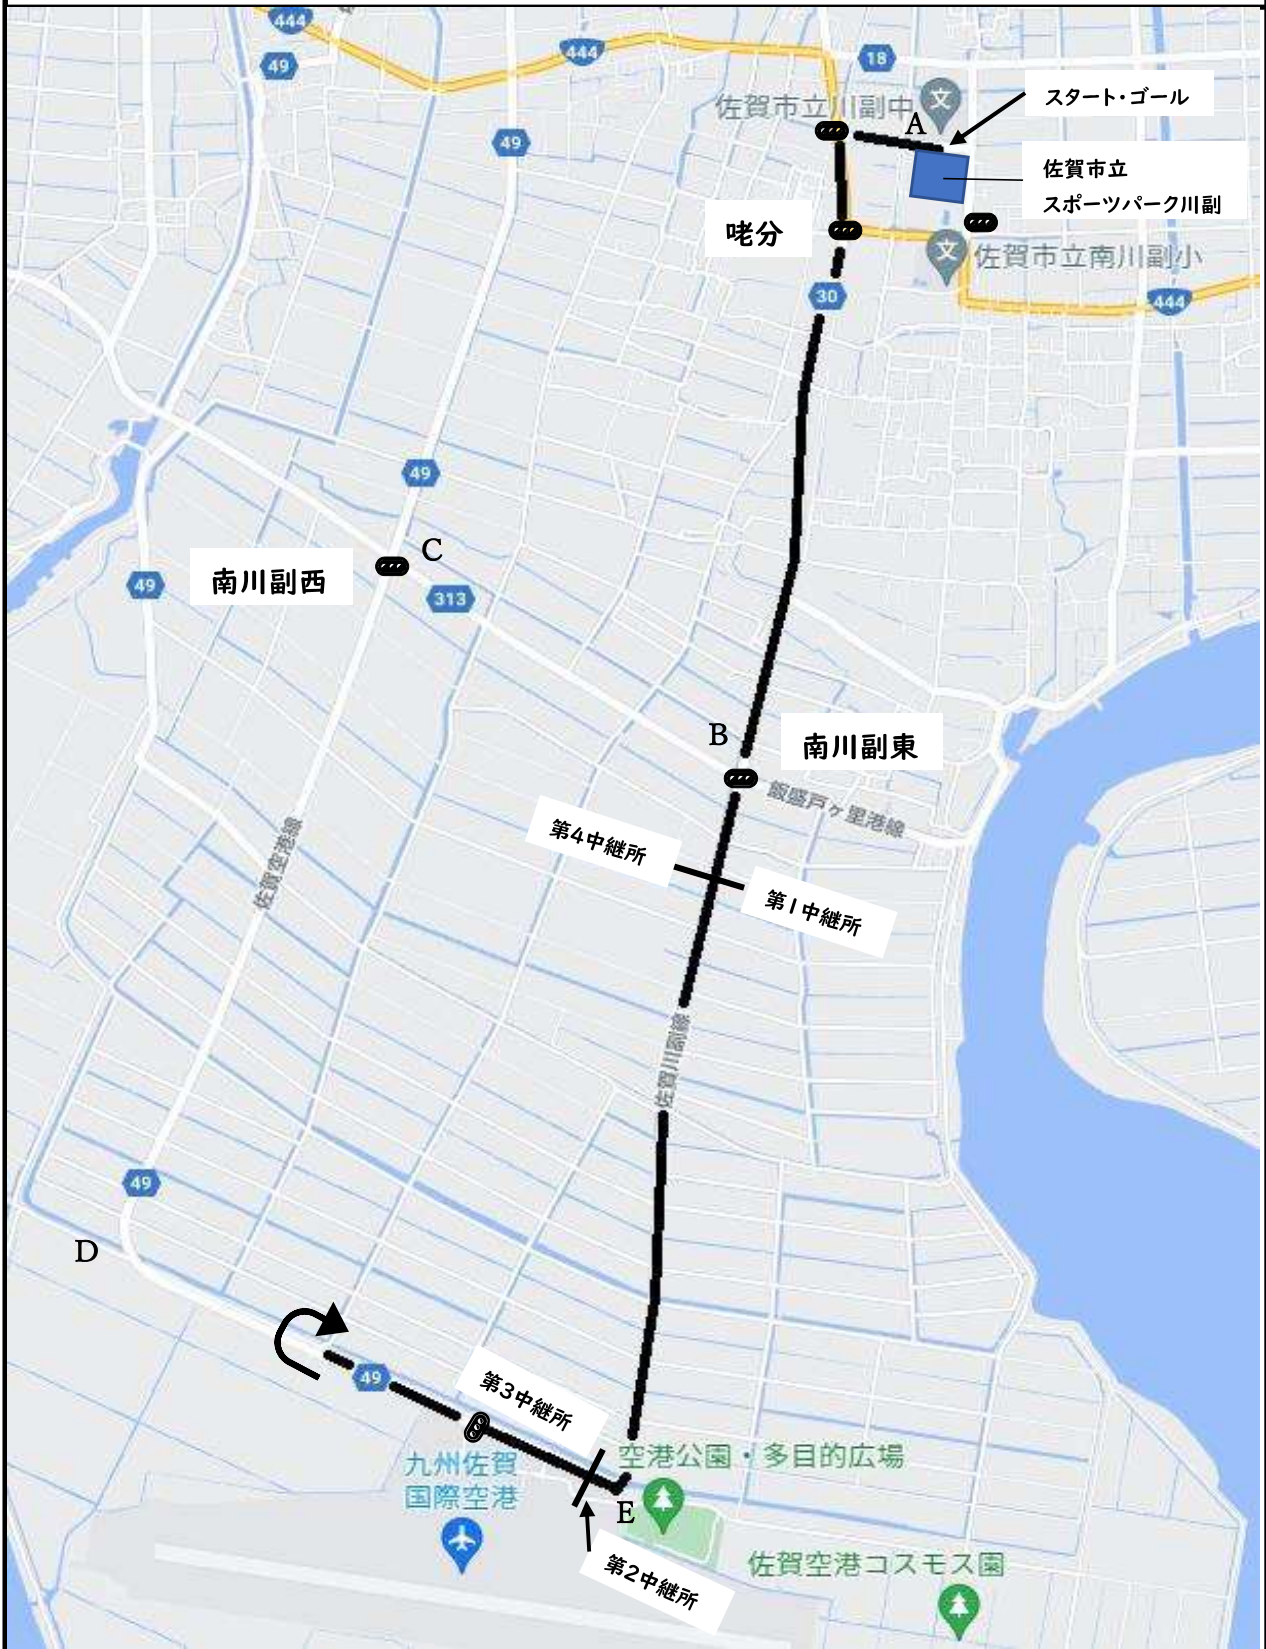 444
49
444
18
佐賀市立川副中
文
スタート・ゴール
A
49
佐賀市立
スポーツパーク川副
咾分
文
佐賀市立南川副小
30
444
49
C
南川副西
49
313
B
南川副東
飯盛戸ヶ里港線
第4中継所
第1中継所
佐賀空港線
佐賀川副線
49
D
49
第3中継所
空港公園・多目的広場
九州佐賀
国際空港
E
第2中継所
佐賀空港コスモス園